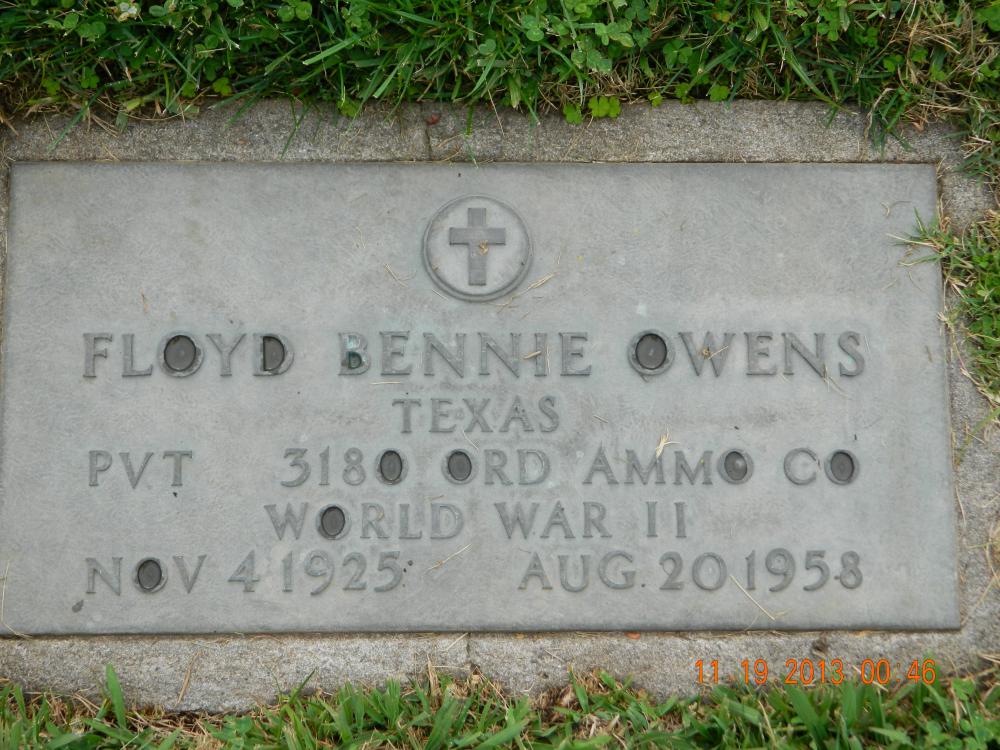 FLOYD BENNIE OWENS
TEXAS
PVT 3180 ORD AMMO CO
WORLD WAR II
NOV 4 1925 AUG 20 1958
11 19 2013 00:46